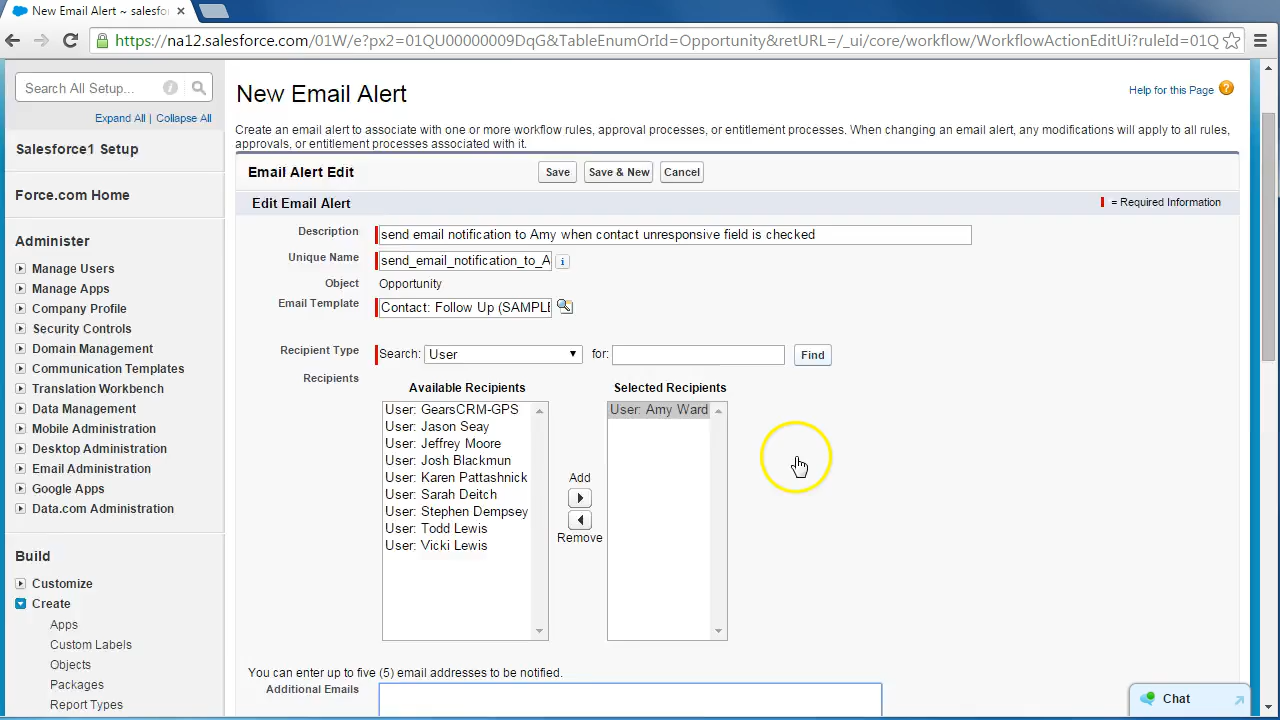 New Email Alert ~ salesfor
https://na12.salesforce.com/01W/e?px2=01QU00000009DqG&TableEnumOrId=Opportunity&retURL=/_ui/core/workflow/WorkflowActionEditUi?ruleId=01Q
Search All Setup...
Expand All | Collapse All
Salesforce1 Setup
Force.com Home
Administer
Manage Users
Manage Apps
Company Profile
Security Controls
Domain Management
Communication Templates
Translation Workbench
Data Management
Mobile Administration
Desktop Administration
Email Administration
Google Apps
Data.com Administration
Build
Customize
Create
Apps
Custom Labels
Objects
Packages
Report Types
New Email Alert
Help for this Page
Create an email alert to associate with one or more workflow rules, approval processes, or entitlement processes. When changing an email alert, any modifications will apply to all rules,
approvals, or entitlement processes associated with it.
Email Alert Edit
Save
Save & New
Cancel
Edit Email Alert
= Required Information
Description send email notification to Amy when contact unresponsive field is checked
Unique Name send_email_notification_to_A
Object Opportunity
Email Template Contact: Follow Up (SAMPLE
Recipient Type Search: User for: Find
Recipients
Available Recipients
User: GearsCRM-GPS
User: Jason Seay
User: Jeffrey Moore
User: Josh Blackmun
User: Karen Pattashnick
User: Sarah Deitch
User: Stephen Dempsey
User: Todd Lewis
User: Vicki Lewis
Add
Remove
Selected Recipients
User: Amy Ward
You can enter up to five (5) email addresses to be notified.
Additional Emails
Chat